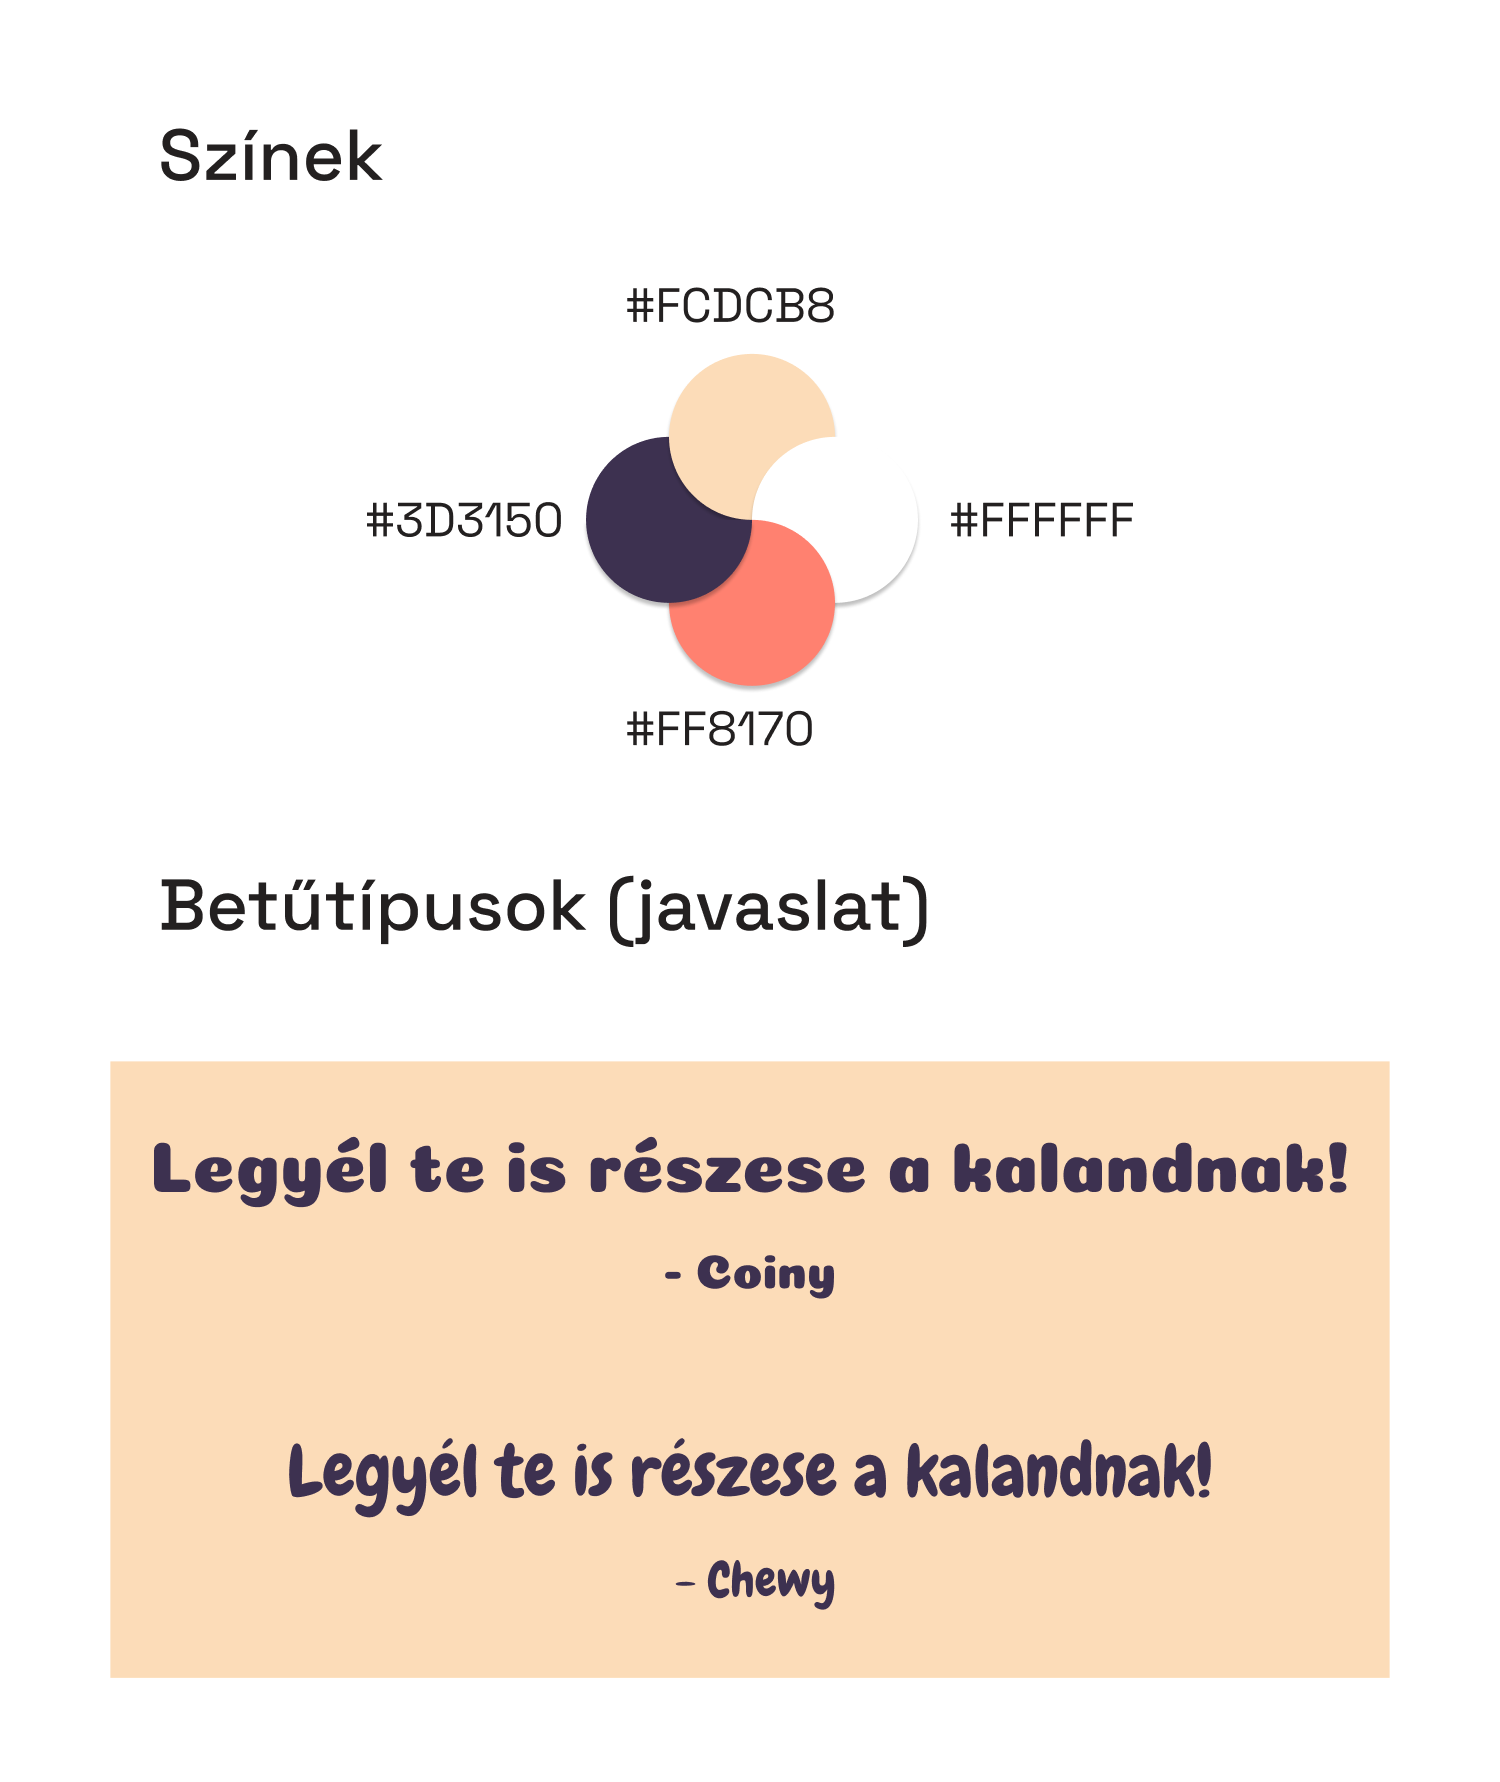 Színek
#FCDCB8
#3D3150
#FFFFFF
#FF8170
Betűtípusok (javaslat)
Legyél te is részese a kalandnak!
- Coiny
Legyél te is részese a kalandnak!
- Chewy